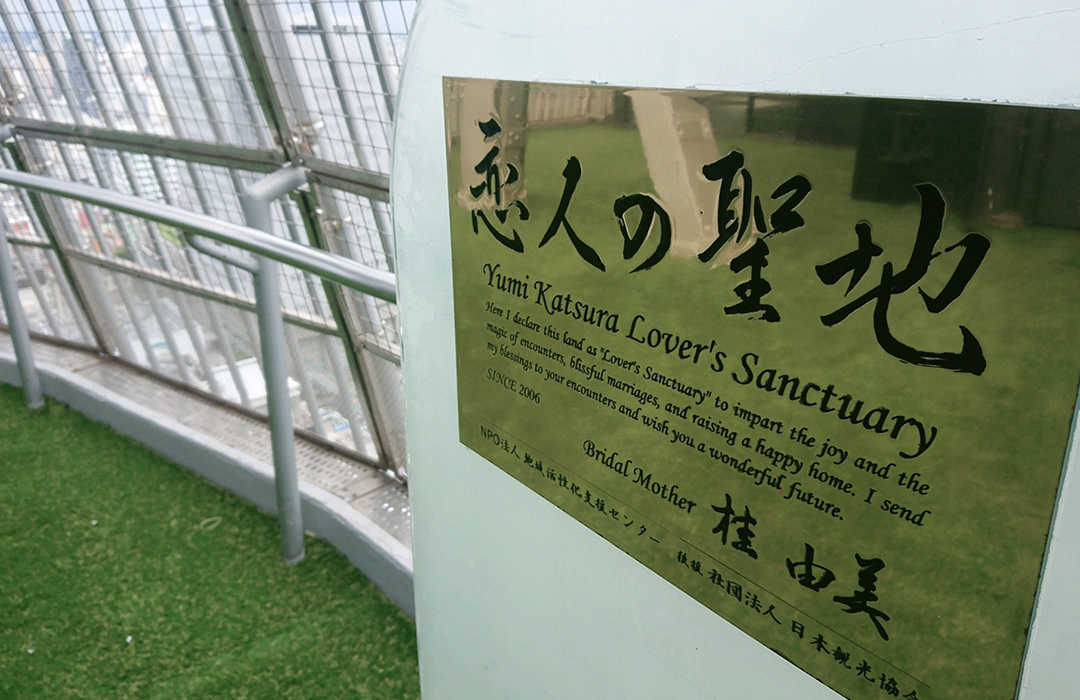 恋人の聖地
Yumi Katsura Lover's Sanctuary
Here I declare this land as "Lover's Sanctuary" to impart the joy and the
magic of encounters, blissful marriages, and raising a happy home. I send
my blessings to your encounters and wish you a wonderful future.
SINCE 2006
Bridal Mother 桂 由美
NPO法人 地域活性化支援センター 後援 社団法人 日本観光協会